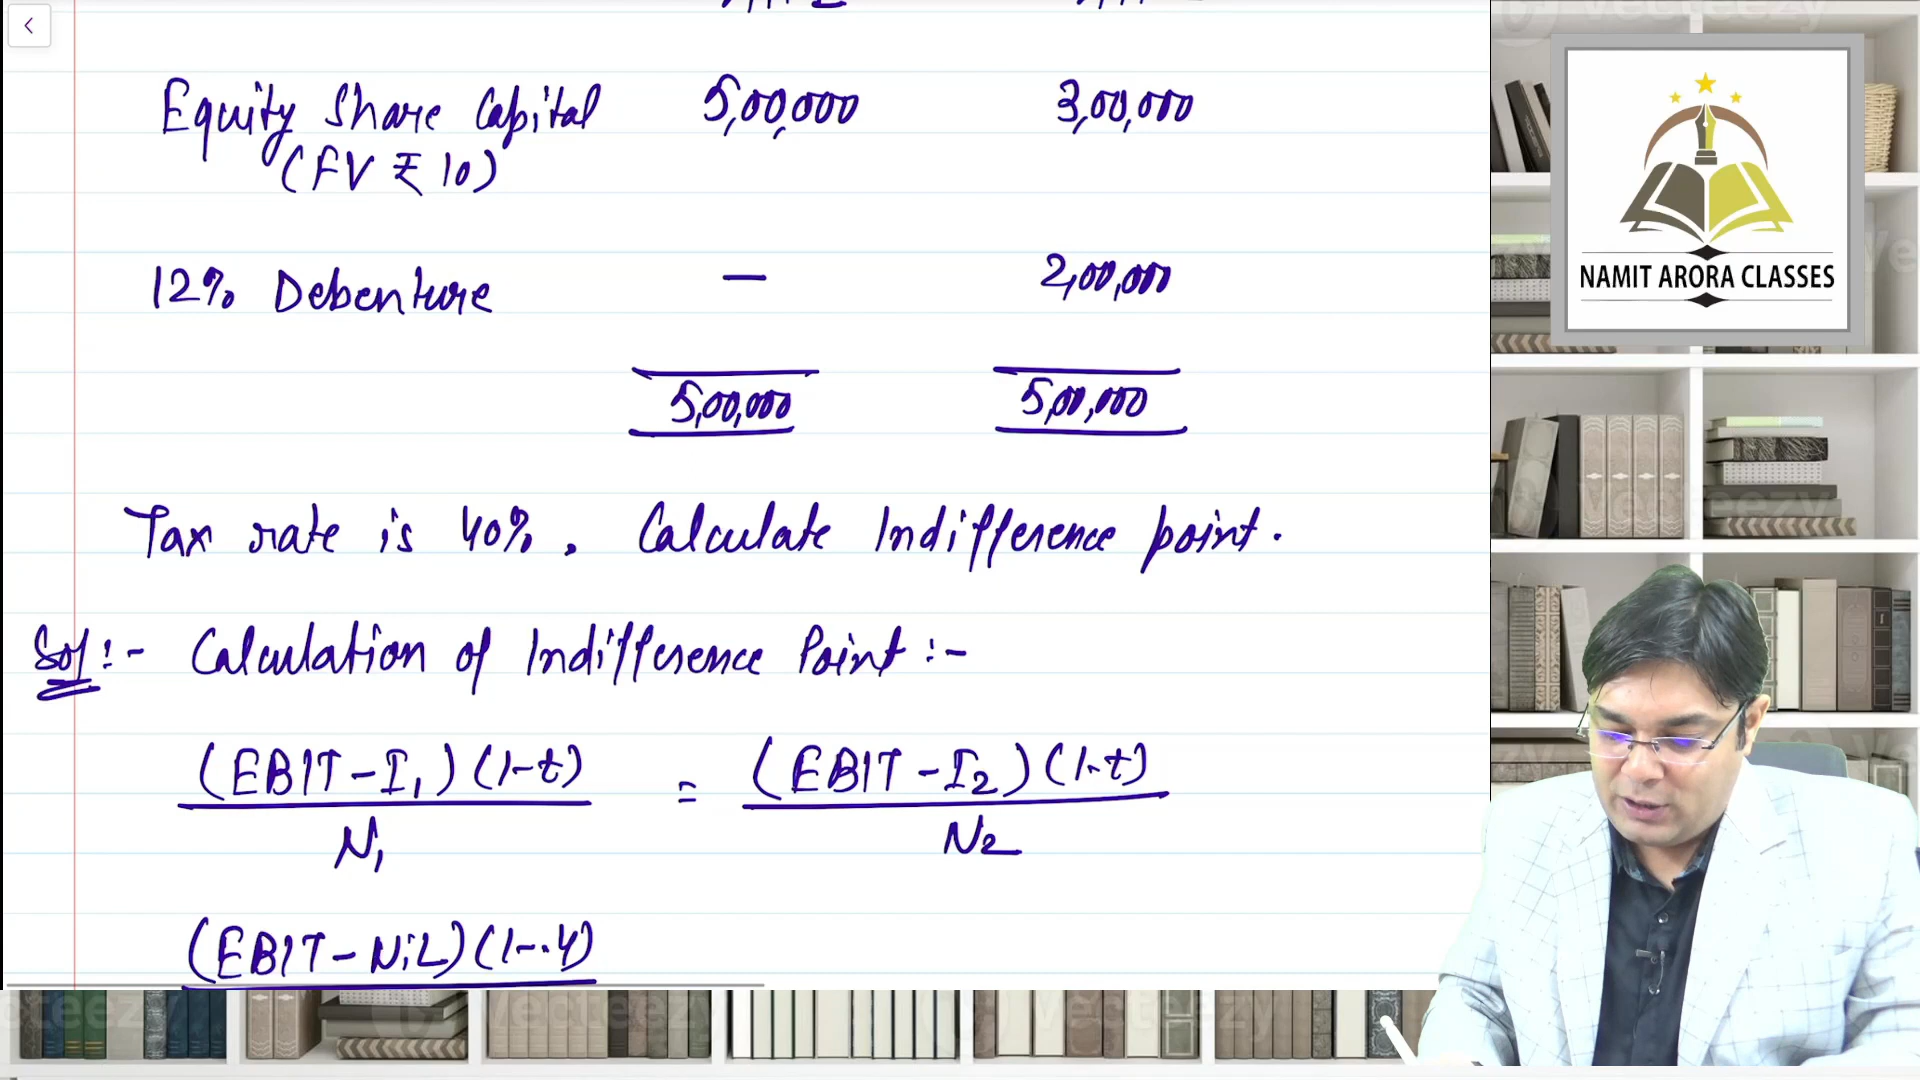 Equity Share Capital 5,00,000 3,00,000
(FV ₹ 10)
12% Debenture — 2,00,000
5,00,000 5,00,000
Tax rate is 40%. Calculate Indifference point.
Sol:- Calculation of Indifference Point:-
(EBIT-I₁)(1-t) = (EBIT-I₂)(1-t)
N₁ N₂
(EBIT-NiL)(1-.4)
NAMIT ARORA CLASSES
vecteezy